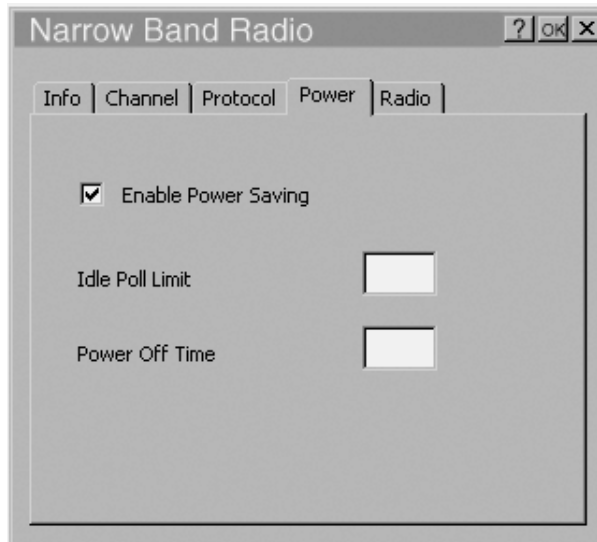 Narrow Band Radio ? OK ×
Info Channel Protocol Power Radio
Enable Power Saving
Idle Poll Limit
Power Off Time